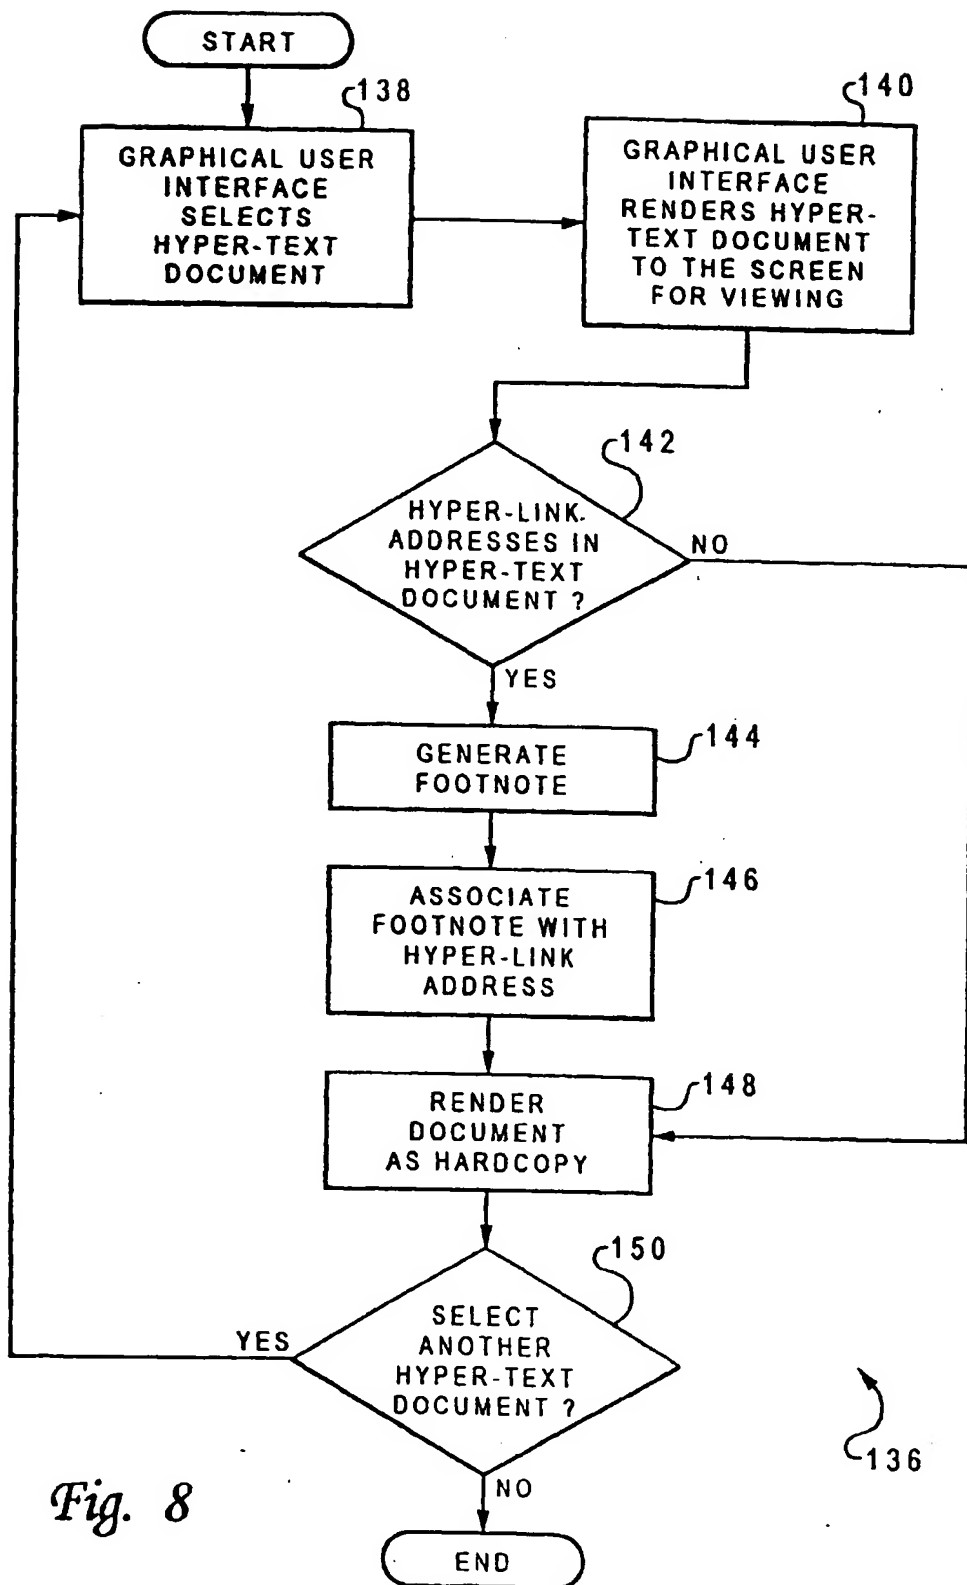 START
138
GRAPHICAL USER
INTERFACE
SELECTS
HYPER-TEXT
DOCUMENT
140
GRAPHICAL USER
INTERFACE
RENDERS HYPER-
TEXT DOCUMENT
TO THE SCREEN
FOR VIEWING
142
HYPER-LINK
ADDRESSES IN
HYPER-TEXT
DOCUMENT ?
NO
YES
144
GENERATE
FOOTNOTE
146
ASSOCIATE
FOOTNOTE WITH
HYPER-LINK
ADDRESS
148
RENDER
DOCUMENT
AS HARDCOPY
150
SELECT
ANOTHER
HYPER-TEXT
DOCUMENT ?
YES
NO
136
Fig. 8
END